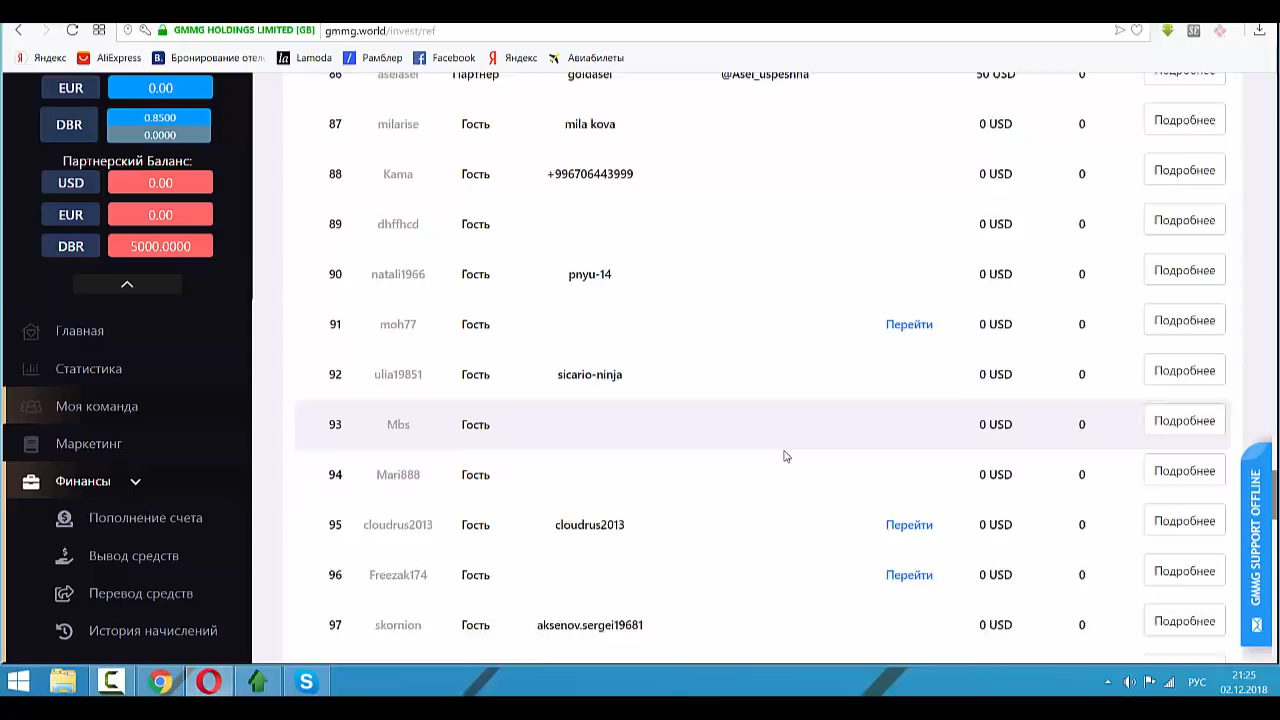 GMMG HOLDINGS LIMITED [GB] gmmg.world/invest/ref
Яндекс AliExpress Бронирование отел Lamoda Рамблер Facebook Яндекс Авиабилеты
EUR 0.00
DBR 0.8500
0.0000
Партнерский Баланс:
USD 0.00
EUR 0.00
DBR 5000.0000
Главная
Статистика
Моя команда
Маркетинг
Финансы
Пополнение счета
Вывод средств
Перевод средств
История начислений
86 aselasel Партнер goldasel @Asel_uspeshna 50 USD 0 Подробнее
87 milarise Гость mila kova 0 USD 0 Подробнее
88 Kama Гость +996706443999 0 USD 0 Подробнее
89 dhffhcd Гость 0 USD 0 Подробнее
90 natali1966 Гость pnyu-14 0 USD 0 Подробнее
91 moh77 Гость Перейти 0 USD 0 Подробнее
92 ulia19851 Гость sicario-ninja 0 USD 0 Подробнее
93 Mbs Гость 0 USD 0 Подробнее
94 Mari888 Гость 0 USD 0 Подробнее
95 cloudrus2013 Гость cloudrus2013 Перейти 0 USD 0 Подробнее
96 Freezak174 Гость Перейти 0 USD 0 Подробнее
97 skornion Гость aksenov.sergei19681 0 USD 0 Подробнее
GMMG SUPPORT OFFLINE
РУС 21:25
02.12.2018